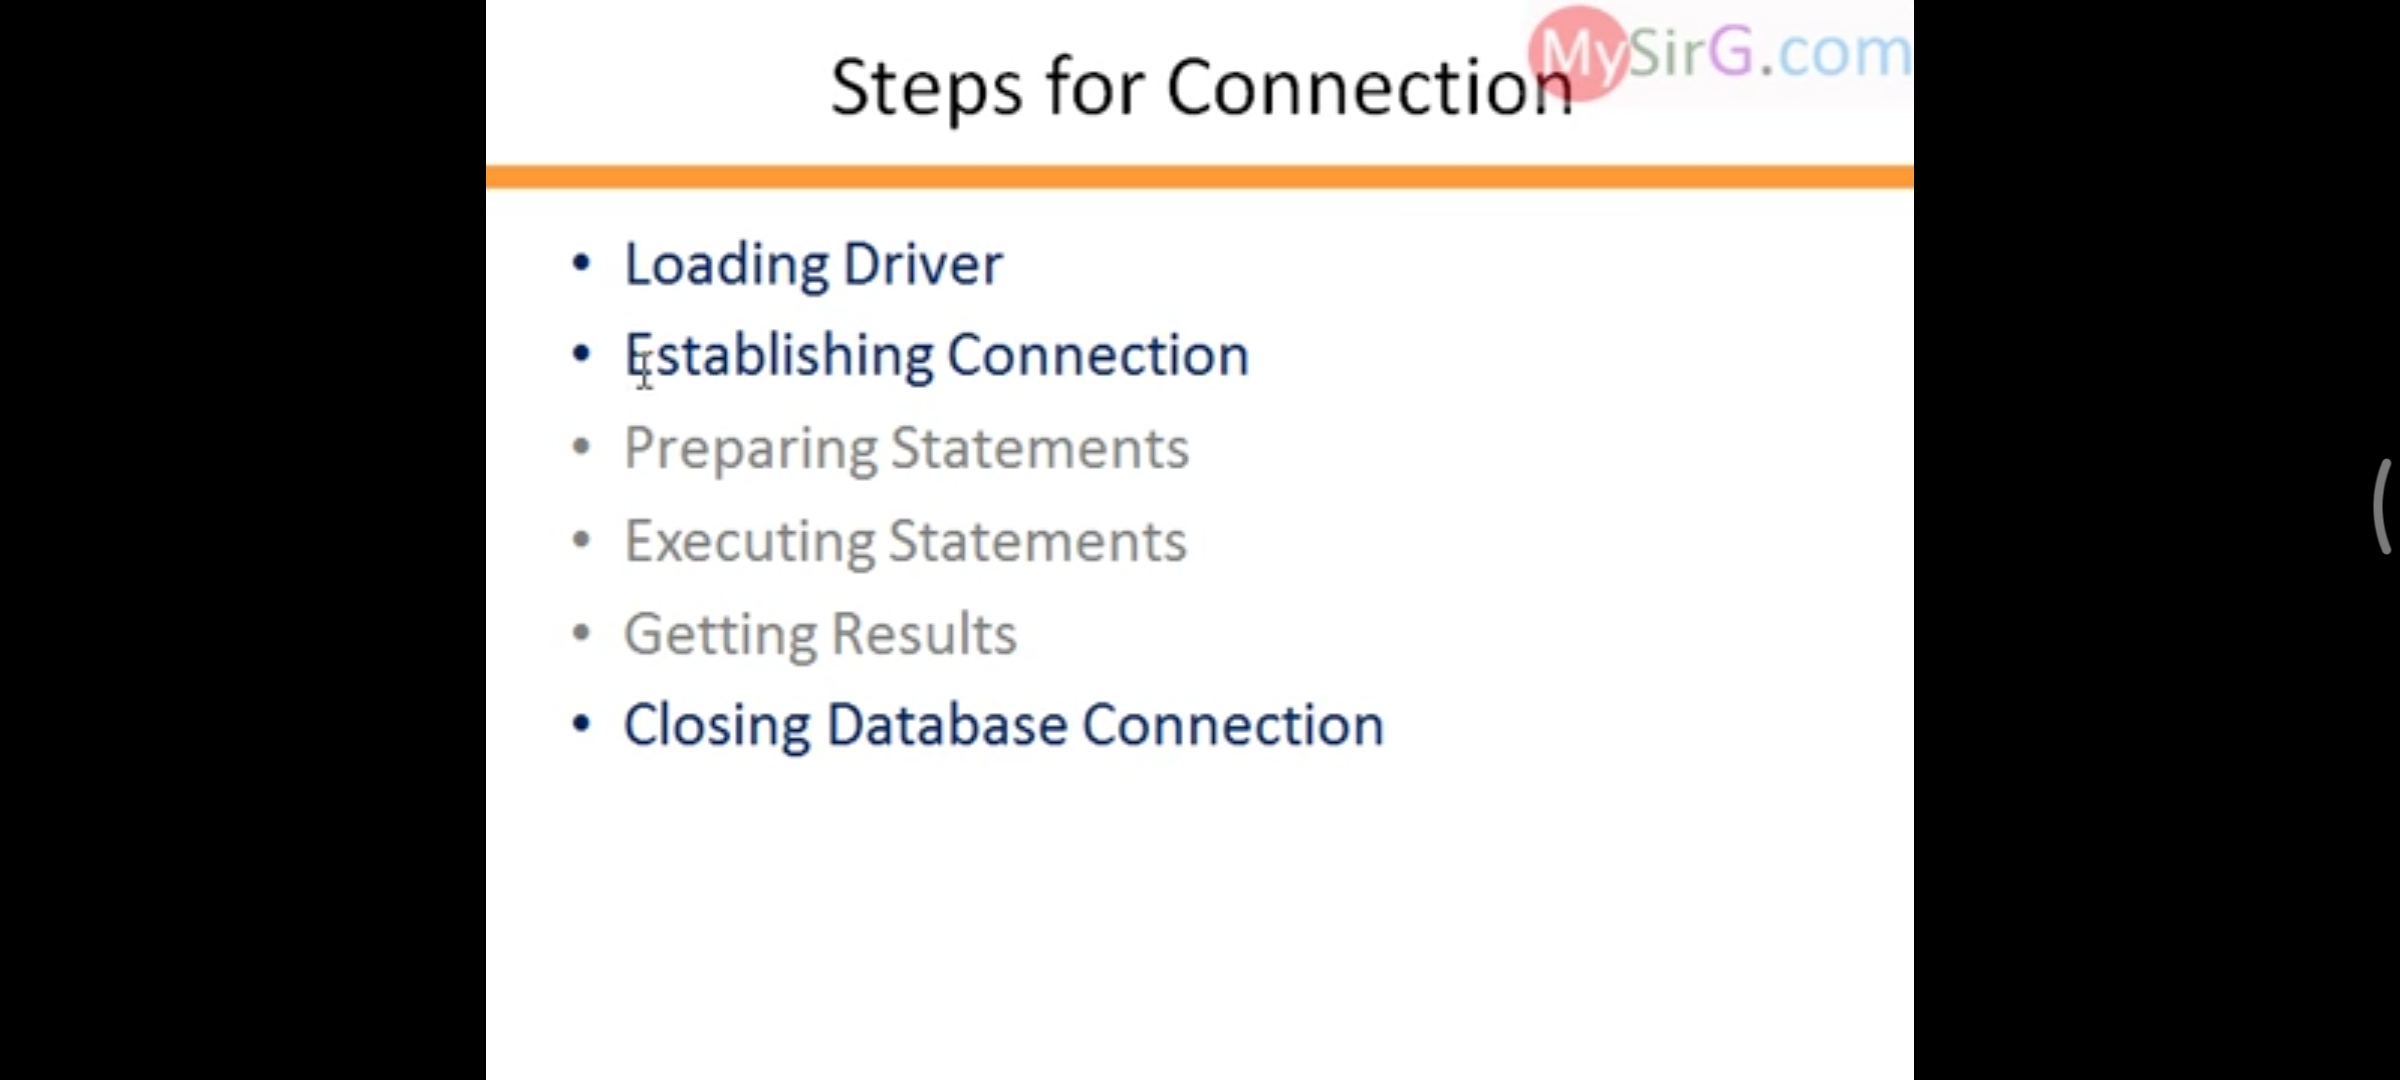 MySirG.com
Steps for Connection
• Loading Driver
• Establishing Connection
• Preparing Statements
• Executing Statements
• Getting Results
• Closing Database Connection